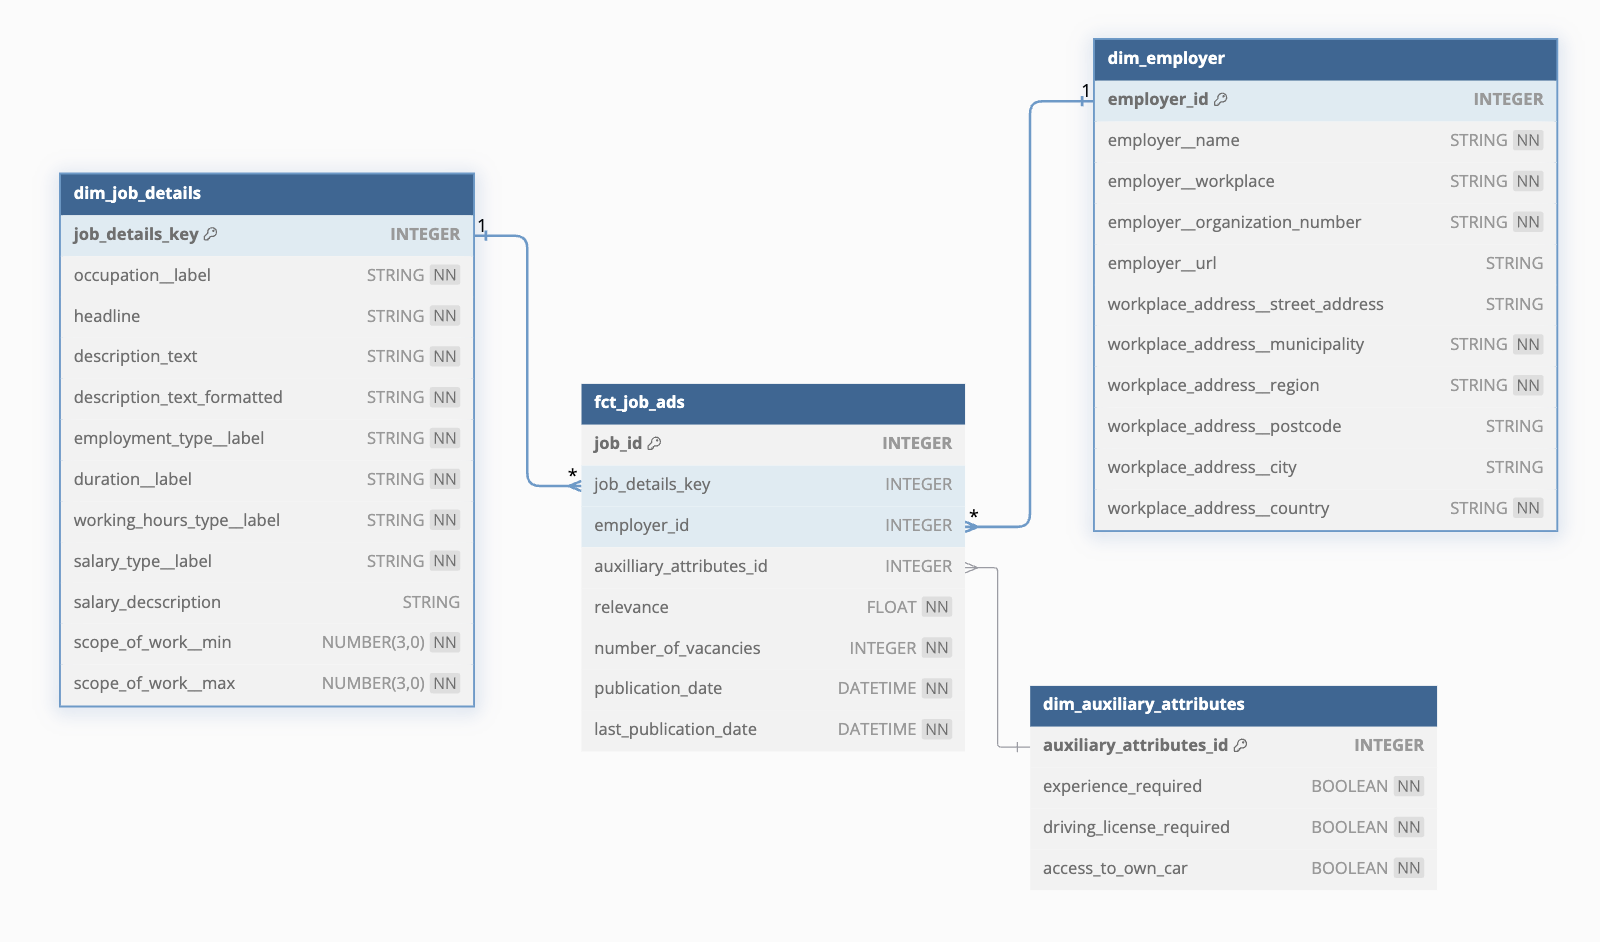 dim_job_details
job_details_key INTEGER
occupation__label STRING NN
headline STRING NN
description_text STRING NN
description_text_formatted STRING NN
employment_type__label STRING NN
duration__label STRING NN
working_hours_type__label STRING NN
salary_type__label STRING NN
salary_decscription STRING
scope_of_work__min NUMBER(3,0) NN
scope_of_work__max NUMBER(3,0) NN
1
*
fct_job_ads
job_id INTEGER
job_details_key INTEGER
employer_id INTEGER
auxilliary_attributes_id INTEGER
relevance FLOAT NN
number_of_vacancies INTEGER NN
publication_date DATETIME NN
last_publication_date DATETIME NN
*
1
dim_employer
employer_id INTEGER
employer__name STRING NN
employer__workplace STRING NN
employer__organization_number STRING NN
employer__url STRING
workplace_address__street_address STRING
workplace_address__municipality STRING NN
workplace_address__region STRING NN
workplace_address__postcode STRING
workplace_address__city STRING
workplace_address__country STRING NN
dim_auxiliary_attributes
auxiliary_attributes_id INTEGER
experience_required BOOLEAN NN
driving_license_required BOOLEAN NN
access_to_own_car BOOLEAN NN